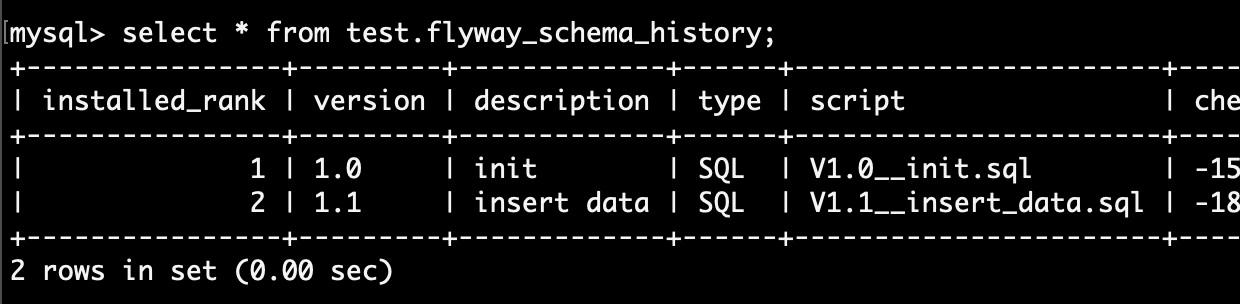 [mysql> select * from test.flyway_schema_history;
+----------------+---------+-------------+------+-----------------------+----
| installed_rank | version | description | type | script                | che
+----------------+---------+-------------+------+-----------------------+----
|              1 | 1.0     | init        | SQL  | V1.0__init.sql        | -15
|              2 | 1.1     | insert data | SQL  | V1.1__insert_data.sql | -18
+----------------+---------+-------------+------+-----------------------+----
2 rows in set (0.00 sec)